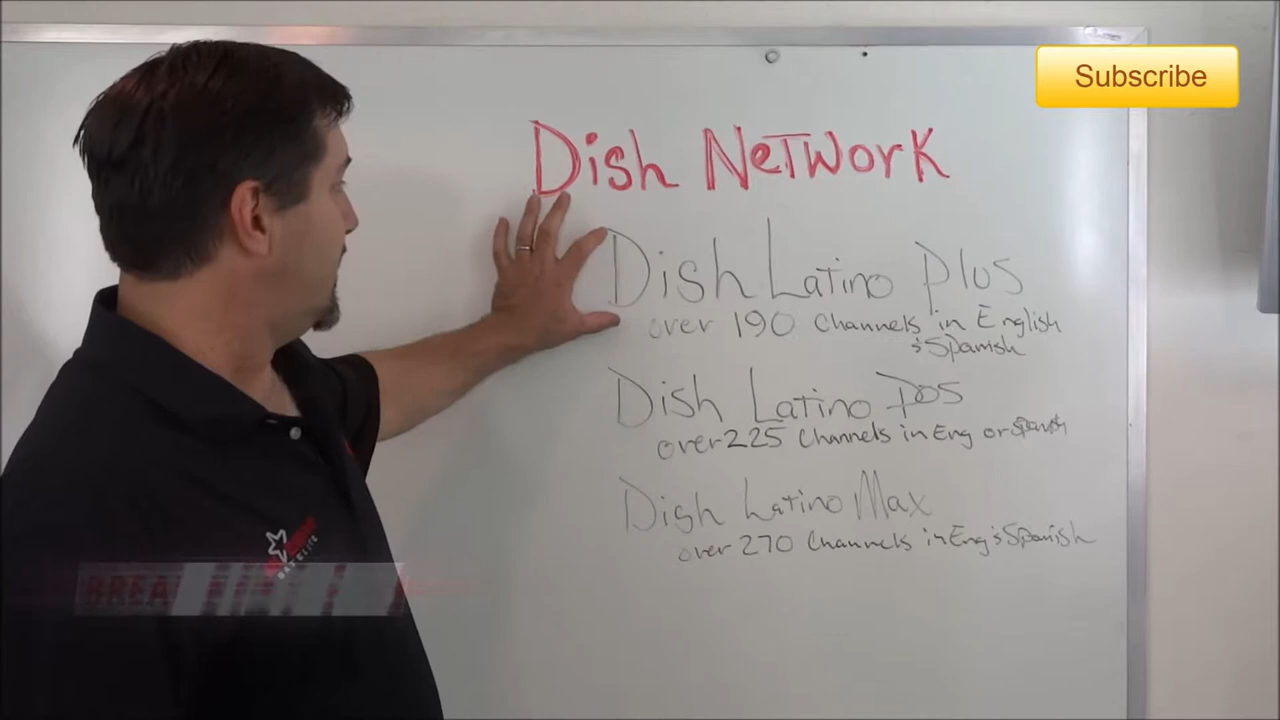 Subscribe
Dish NeTWork
Dish Latino Plus
over 190 Channels in English
& Spanish
Dish Latino DOS
over 225 Channels in Eng or Spanish
Dish Latino Max
over 270 Channels in Eng & Spanish
BREA